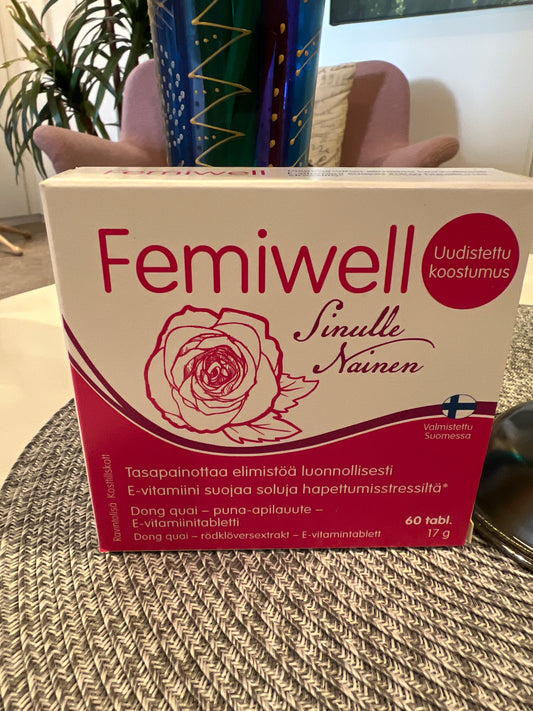 Femiwell
Femiwell
Uudistettu
koostumus
Sinulle
Nainen
Valmistettu
Suomessa
Tasapainottaa elimistöä luonnollisesti
E-vitamiini suojaa soluja hapettumisstressiltä*
Dong quai – puna-apilauute –
E-vitamiinitabletti
Dong quai – rödklöverextrakt – E-vitamintablett
60 tabl.
17 g
Ravintolisä Kosttillskott